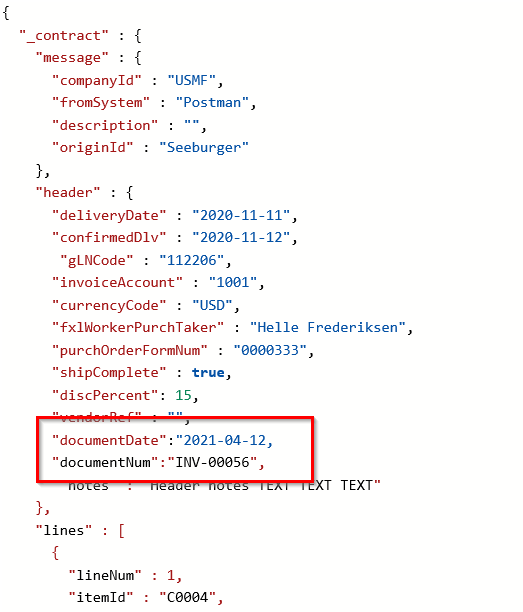 {
"_contract" : {
"message" : {
"companyId" : "USMF",
"fromSystem" : "Postman",
"description" : "",
"originId" : "Seeburger"
},
"header" : {
"deliveryDate" : "2020-11-11",
"confirmedDlv" : "2020-11-12",
"gLNCode" : "112206",
"invoiceAccount" : "1001",
"currencyCode" : "USD",
"fxlWorkerPurchTaker" : "Helle Frederiksen",
"purchOrderFormNum" : "0000333",
"shipComplete" : true,
"discPercent": 15,
"vendorRef" : "",
"documentDate":"2021-04-12,
"documentNum":"INV-00056",
"notes" : "Header notes TEXT TEXT TEXT"
},
"lines" : [
{
"lineNum" : 1,
"itemId" : "C0004",